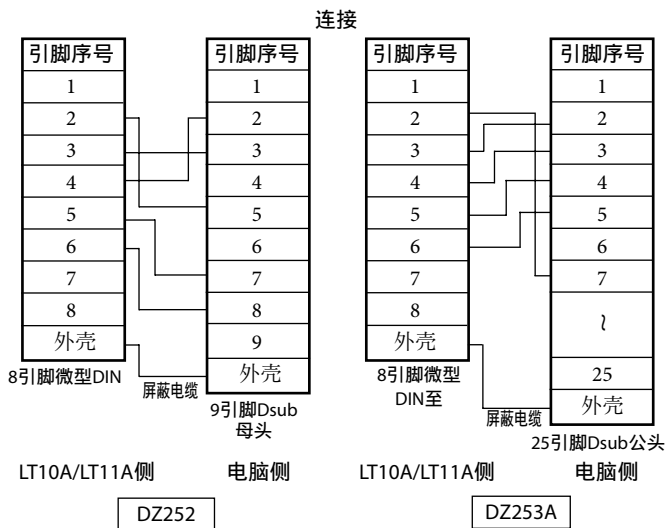 连接
引脚序号 引脚序号 引脚序号 引脚序号
1 1 1 1
2 2 2 2
3 3 3 3
4 4 4 4
5 5 5 5
6 6 6 6
7 7 7 7
8 8 8 ~
外壳 9 外壳 25
8引脚微型DIN 屏蔽电缆 外壳 8引脚微型 外壳
DIN至 屏蔽电缆
9引脚Dsub
母头
25引脚Dsub公头
LT10A/LT11A侧 电脑侧 LT10A/LT11A侧 电脑侧
DZ252 DZ253A